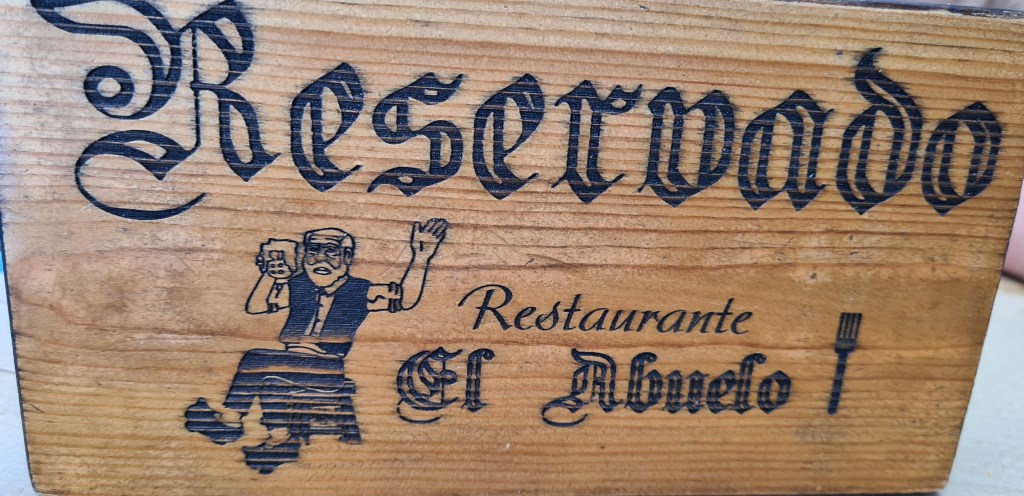 Reservado
Restaurante
El Abuelo